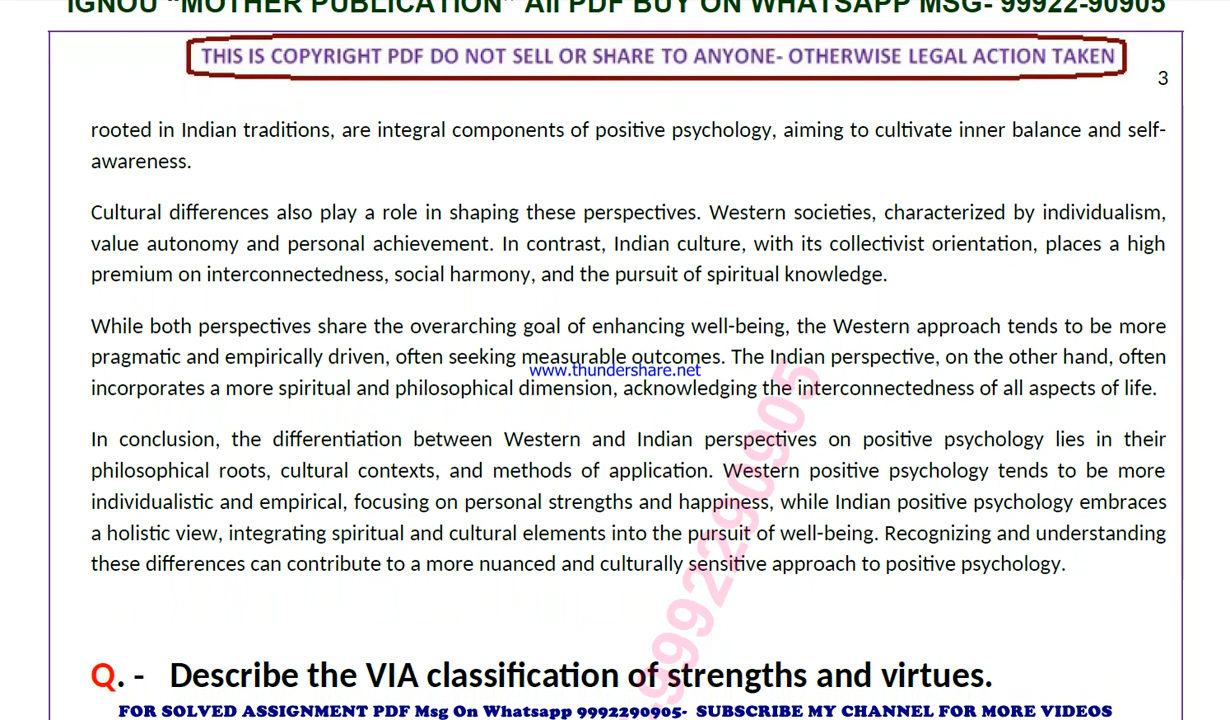 IGNOU "MOTHER PUBLICATION" All PDF BUY ON WHATSAPP MSG- 99922-90905
THIS IS COPYRIGHT PDF DO NOT SELL OR SHARE TO ANYONE- OTHERWISE LEGAL ACTION TAKEN
3
rooted in Indian traditions, are integral components of positive psychology, aiming to cultivate inner balance and self-
awareness.
Cultural differences also play a role in shaping these perspectives. Western societies, characterized by individualism,
value autonomy and personal achievement. In contrast, Indian culture, with its collectivist orientation, places a high
premium on interconnectedness, social harmony, and the pursuit of spiritual knowledge.
While both perspectives share the overarching goal of enhancing well-being, the Western approach tends to be more
pragmatic and empirically driven, often seeking measurable outcomes. The Indian perspective, on the other hand, often
www.thundershare.net
incorporates a more spiritual and philosophical dimension, acknowledging the interconnectedness of all aspects of life.
In conclusion, the differentiation between Western and Indian perspectives on positive psychology lies in their
philosophical roots, cultural contexts, and methods of application. Western positive psychology tends to be more
individualistic and empirical, focusing on personal strengths and happiness, while Indian positive psychology embraces
a holistic view, integrating spiritual and cultural elements into the pursuit of well-being. Recognizing and understanding
these differences can contribute to a more nuanced and culturally sensitive approach to positive psychology.
9992290905
Q. - Describe the VIA classification of strengths and virtues.
FOR SOLVED ASSIGNMENT PDF Msg On Whatsapp 9992290905- SUBSCRIBE MY CHANNEL FOR MORE VIDEOS